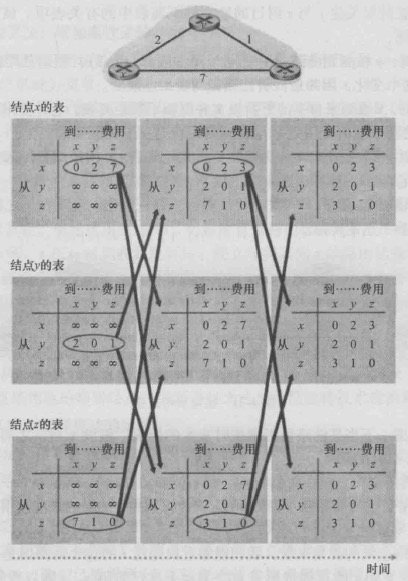 y
2 1
x z
7
结点x的表
到……费用 到……费用 到……费用
x y z x y z x y z
x 0 2 7 x 0 2 3 x 0 2 3
从 y ∞ ∞ ∞ 从 y 2 0 1 从 y 2 0 1
z ∞ ∞ ∞ z 7 1 0 z 3 1 0
结点y的表
到……费用 到……费用 到……费用
x y z x y z x y z
x ∞ ∞ ∞ x 0 2 7 x 0 2 3
从 y 2 0 1 从 y 2 0 1 从 y 2 0 1
z ∞ ∞ ∞ z 7 1 0 z 3 1 0
结点z的表
到……费用 到……费用 到……费用
x y z x y z x y z
x ∞ ∞ ∞ x 0 2 7 x 0 2 3
从 y ∞ ∞ ∞ 从 y 2 0 1 从 y 2 0 1
z 7 1 0 z 3 1 0 z 3 1 0
时间